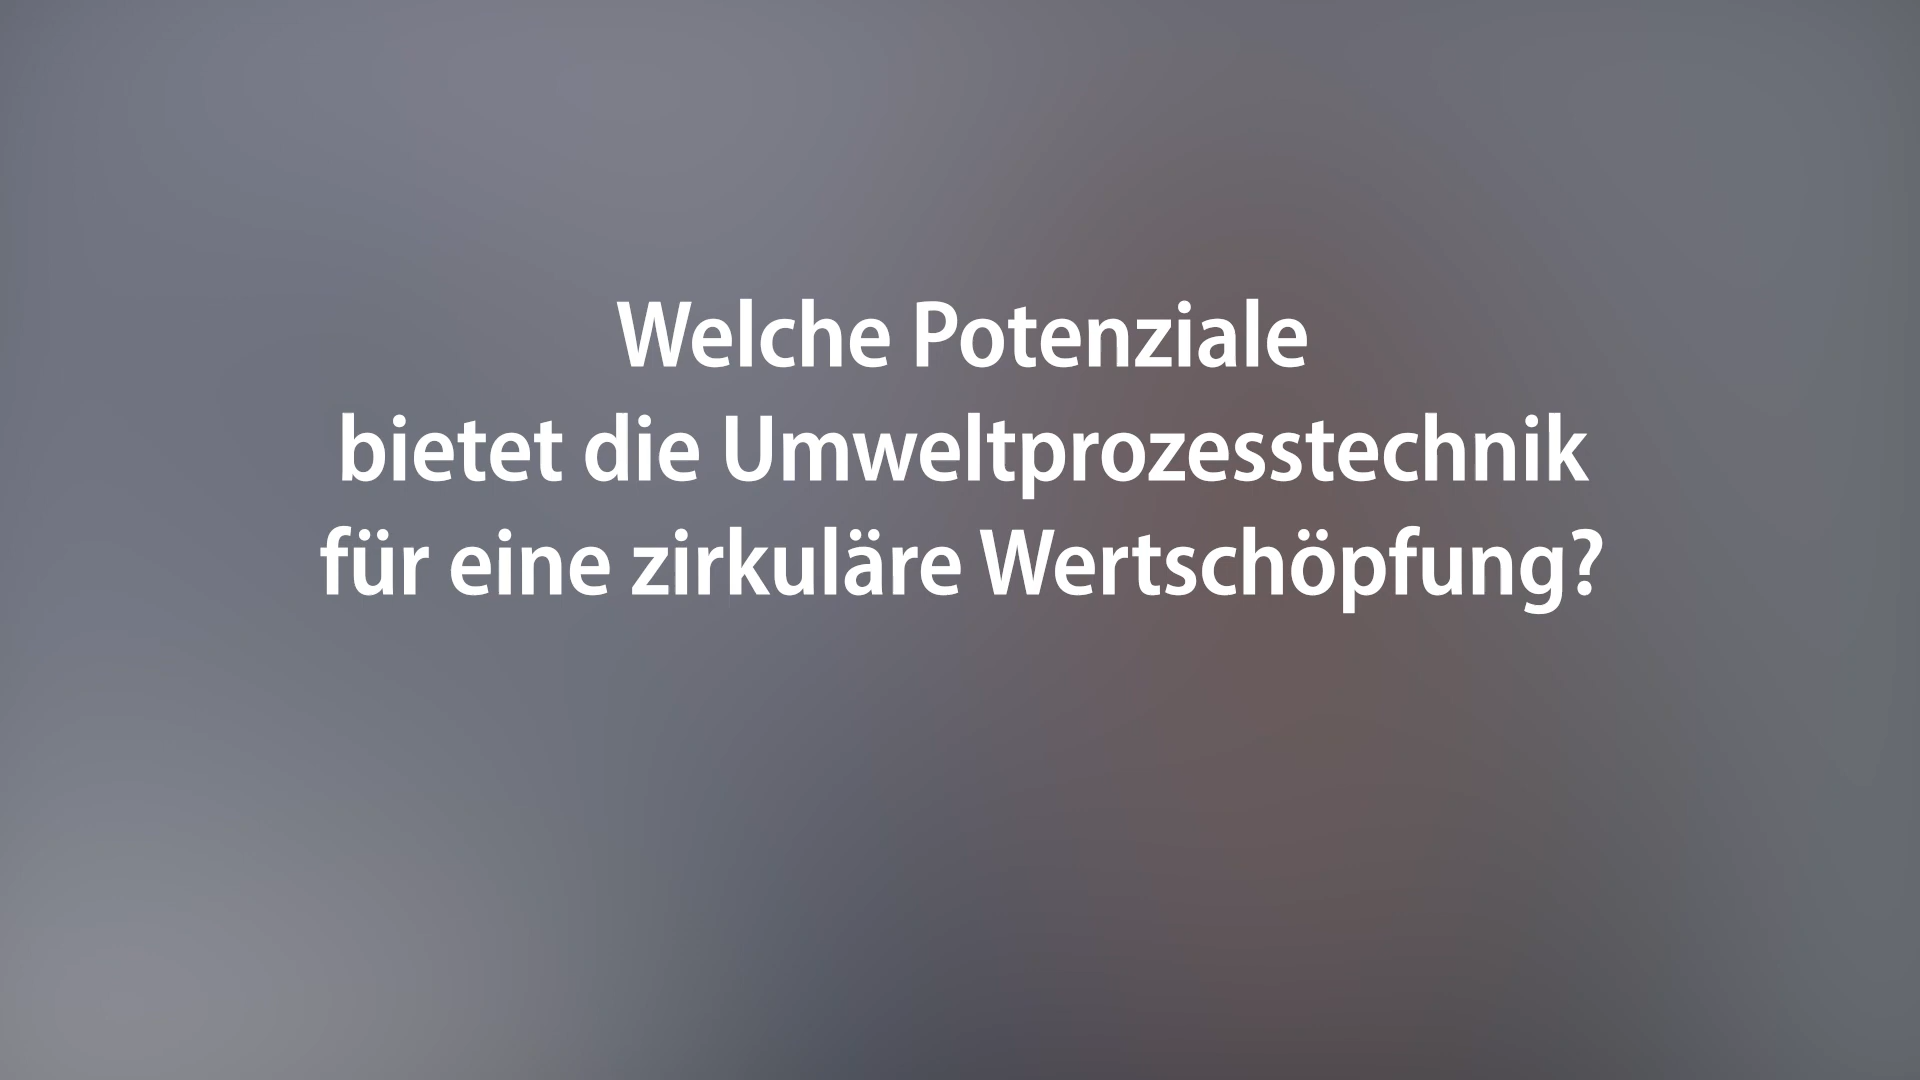 Welche Potenziale
bietet die Umweltprozesstechnik
für eine zirkuläre Wertschöpfung?